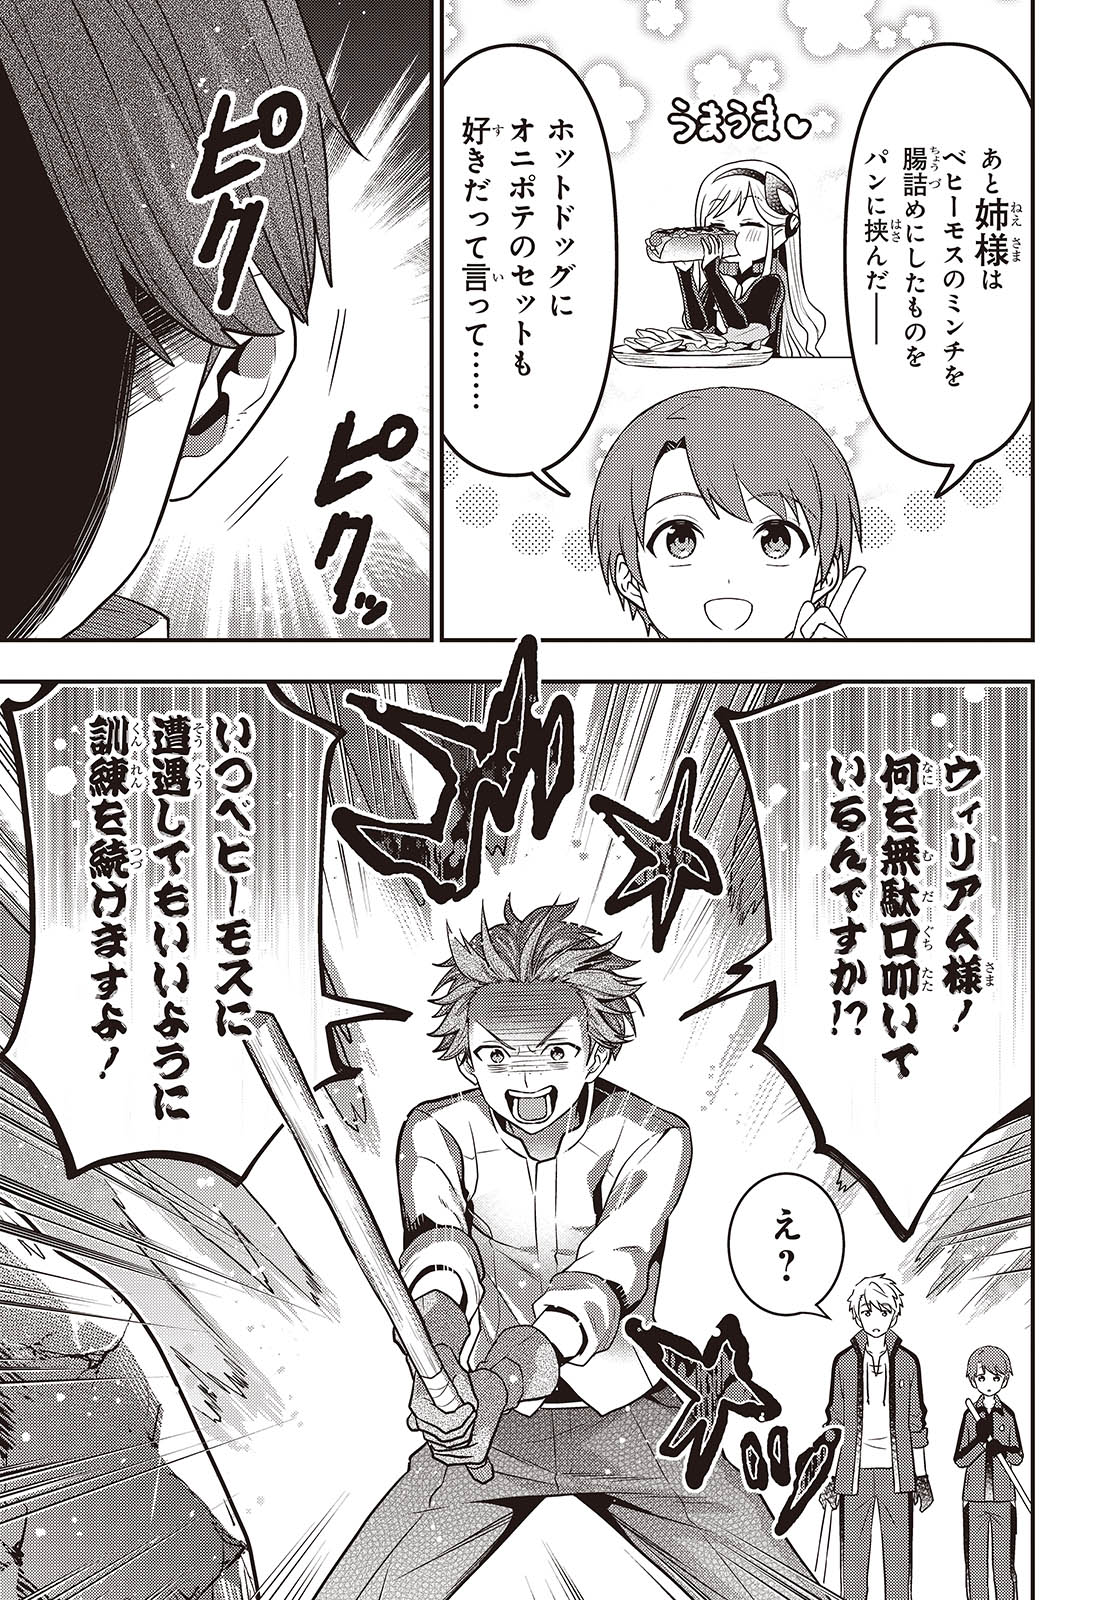 あと姉様は
ベヒーモスのミンチを
腸詰めにしたものを
パンに挟んだ――
うまうま♥
ホットドッグに
オニポテのセットも
好きだって言って……
ピク
ピクッ
ウィリアム様！
何を無駄口叩いて
いるんですか!?
いつベヒーモスに
遭遇してもいいように
訓練を続けますよ！
え？